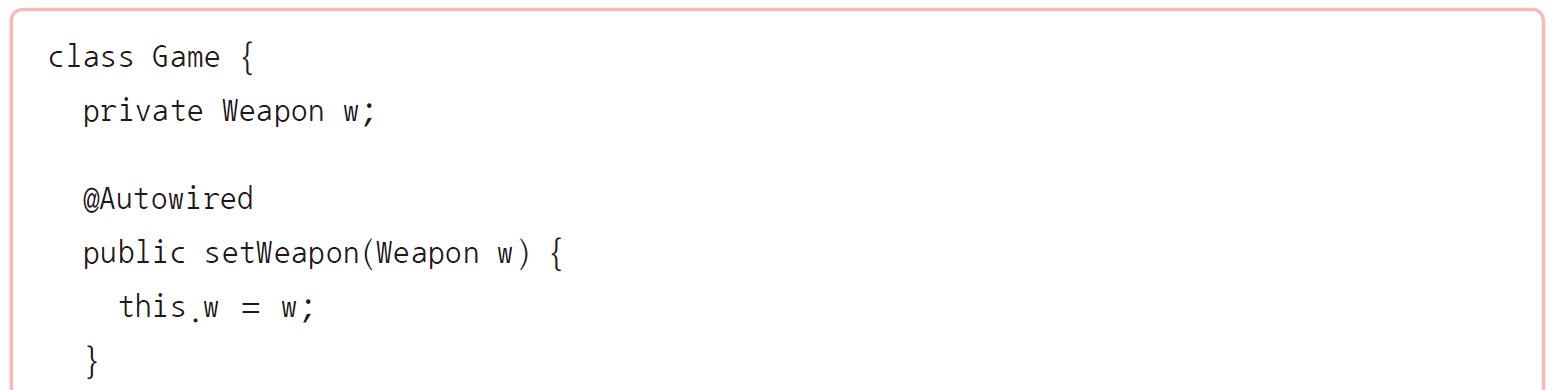 class Game {
  private Weapon w;
  @Autowired
  public setWeapon(Weapon w) {
    this.w = w;
  }